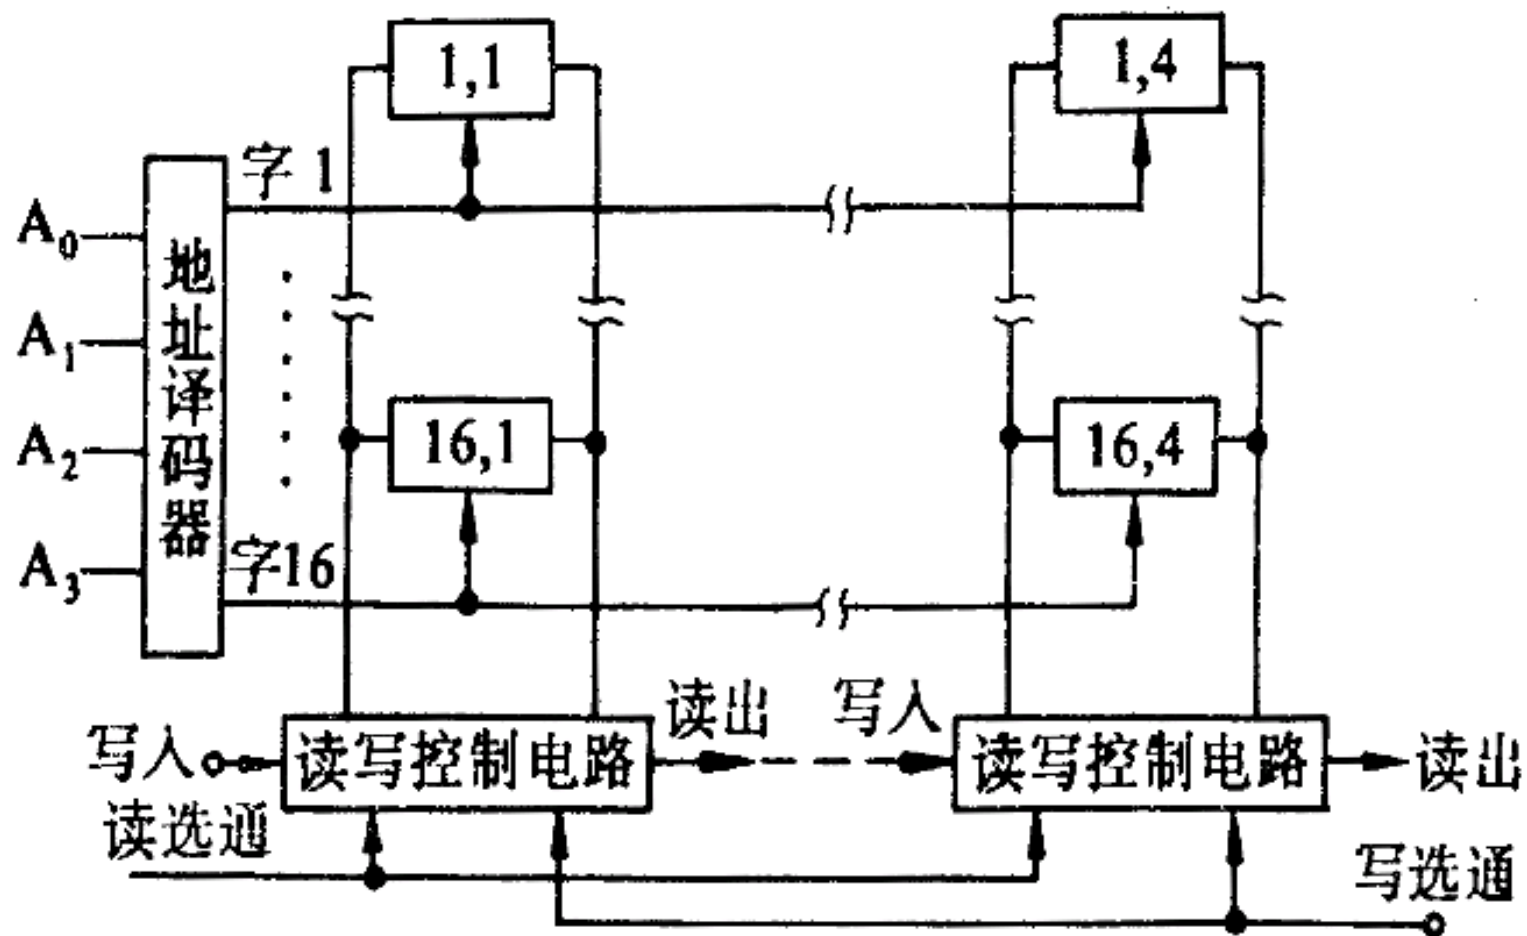 1,1
1,4
字 1
A₀
A₁
A₂
A₃
地址译码器
16,1
16,4
字16
读出
写入
写入
读写控制电路
读写控制电路
读出
读选通
写选通